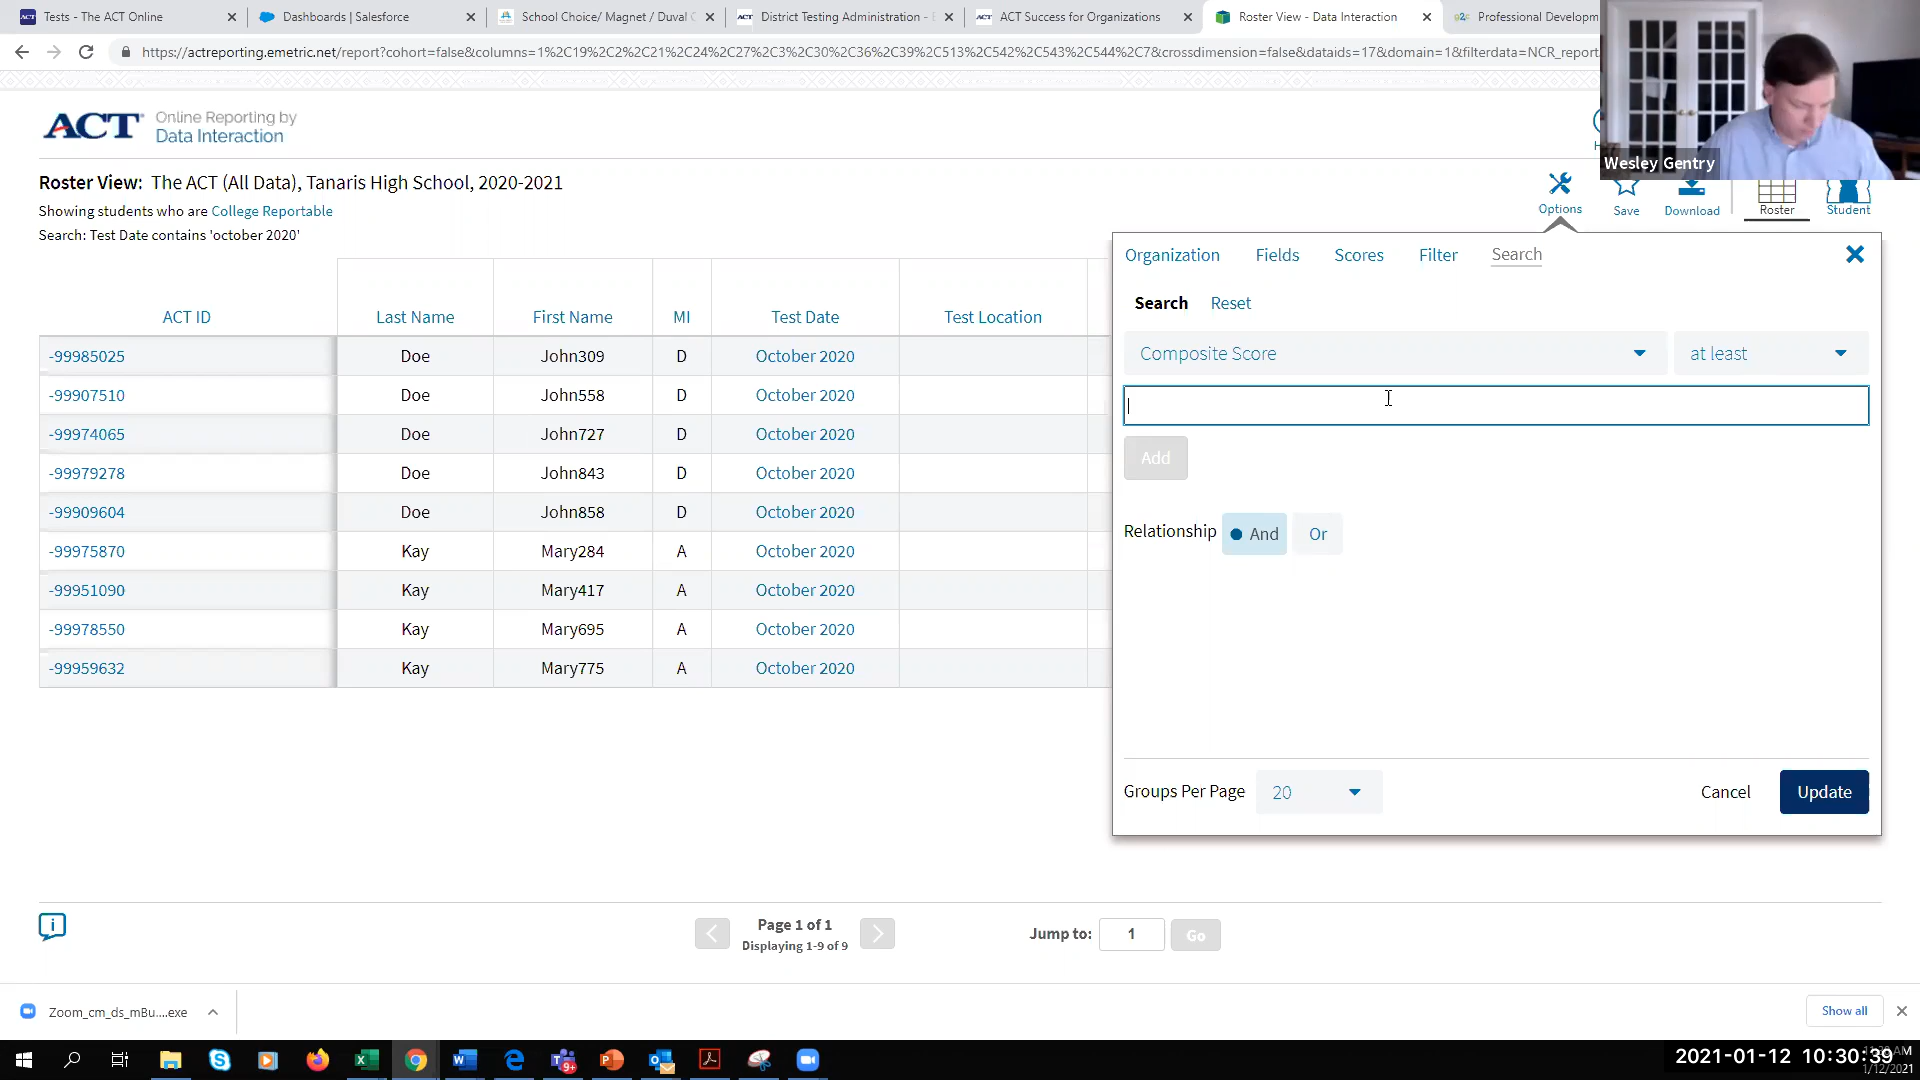 Tests - The ACT Online
Dashboards | Salesforce
School Choice/ Magnet / Duval C
District Testing Administration - E
ACT Success for Organizations
Roster View - Data Interaction
Professional Developm
https://actreporting.emetric.net/report?cohort=false&columns=1%2C19%2C2%2C21%2C24%2C27%2C3%2C30%2C36%2C39%2C513%2C542%2C543%2C544%2C7&crossdimension=false&dataids=17&domain=1&filterdata=NCR_report
Wesley Gentry
ACT Online Reporting by
Data Interaction
Roster View: The ACT (All Data), Tanaris High School, 2020-2021
Showing students who are College Reportable
Search: Test Date contains 'october 2020'
Options Save Download Roster Student
ACT ID Last Name First Name MI Test Date Test Location
-99985025 Doe John309 D October 2020
-99907510 Doe John558 D October 2020
-99974065 Doe John727 D October 2020
-99979278 Doe John843 D October 2020
-99909604 Doe John858 D October 2020
-99975870 Kay Mary284 A October 2020
-99951090 Kay Mary417 A October 2020
-99978550 Kay Mary695 A October 2020
-99959632 Kay Mary775 A October 2020
Organization Fields Scores Filter Search
Search Reset
Composite Score at least
Add
Relationship And Or
Groups Per Page 20 Cancel Update
Page 1 of 1
Displaying 1-9 of 9
Jump to: 1 Go
Zoom_cm_ds_mBu....exe
Show all
2021-01-12 10:30:39
1/12/2021